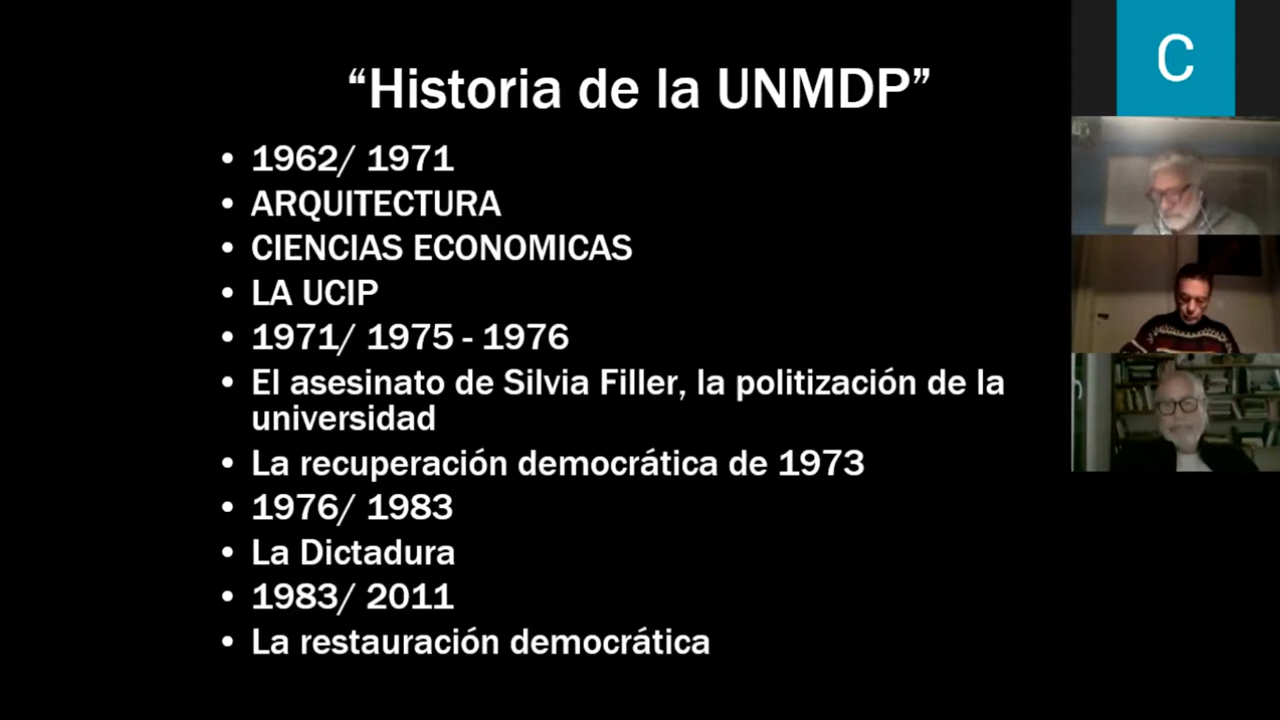 “Historia de la UNMDP”
• 1962/ 1971
• ARQUITECTURA
• CIENCIAS ECONOMICAS
• LA UCIP
• 1971/ 1975 - 1976
• El asesinato de Silvia Filler, la politización de la
universidad
• La recuperación democrática de 1973
• 1976/ 1983
• La Dictadura
• 1983/ 2011
• La restauración democrática
C